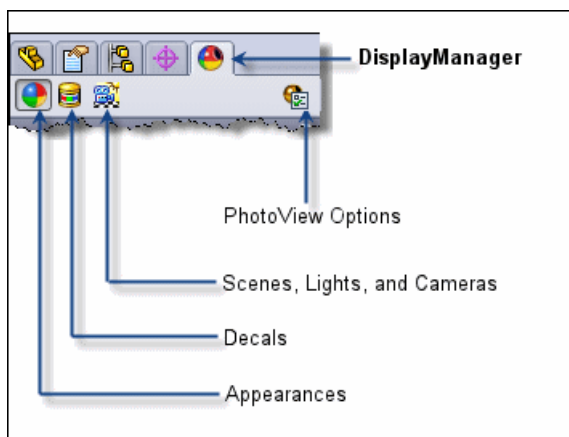 DisplayManager
PhotoView Options
Scenes, Lights, and Cameras
Decals
Appearances